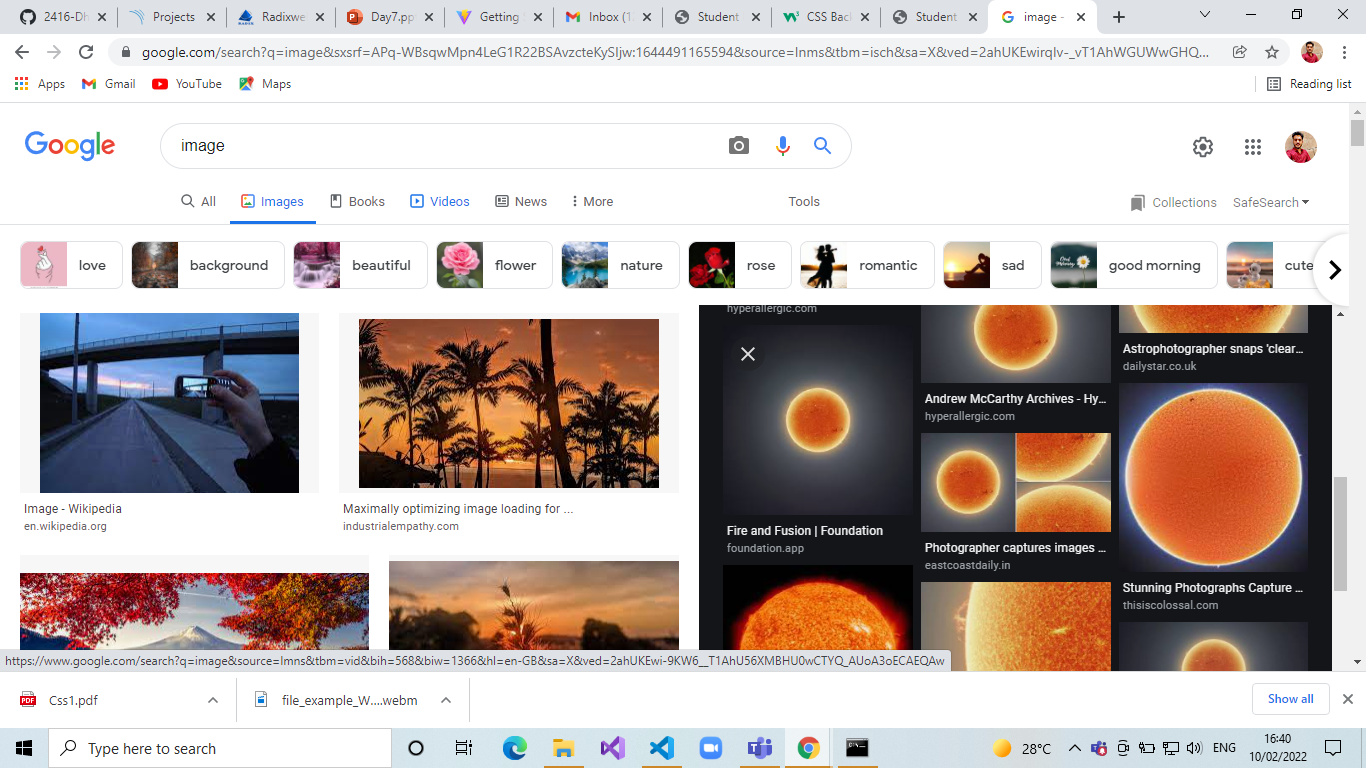 2416-Dh
Projects
Radixwe
Day7.pp
Getting
Inbox (1
Student
CSS Bac
Student
image -
google.com/search?q=image&sxsrf=APq-WBsqwMpn4LeG1R22BSAvzcteKySIjw:1644491165594&source=lnms&tbm=isch&sa=X&ved=2ahUKEwirqIv-_vT1AhWGUWwGHQ...
Apps
Gmail
YouTube
Maps
Reading list
Google
image
All
Images
Books
Videos
News
More
Tools
Collections
SafeSearch
love
background
beautiful
flower
nature
rose
romantic
sad
good morning
cute
Image - Wikipedia
en.wikipedia.org
Maximally optimizing image loading for ...
industrialempathy.com
hyperallergic.com
Fire and Fusion | Foundation
foundation.app
Andrew McCarthy Archives - Hy...
hyperallergic.com
Photographer captures images ...
eastcoastdaily.in
Astrophotographer snaps 'clear...
dailystar.co.uk
Stunning Photographs Capture ...
thisiscolossal.com
https://www.google.com/search?q=image&source=lmns&tbm=vid&bih=568&biw=1366&hl=en-GB&sa=X&ved=2ahUKEwi-9KW6__T1AhU56XMBHU0wCTYQ_AUoA3oECAEQAw
Css1.pdf
file_example_W....webm
Show all
Type here to search
28°C
ENG
16:40
10/02/2022